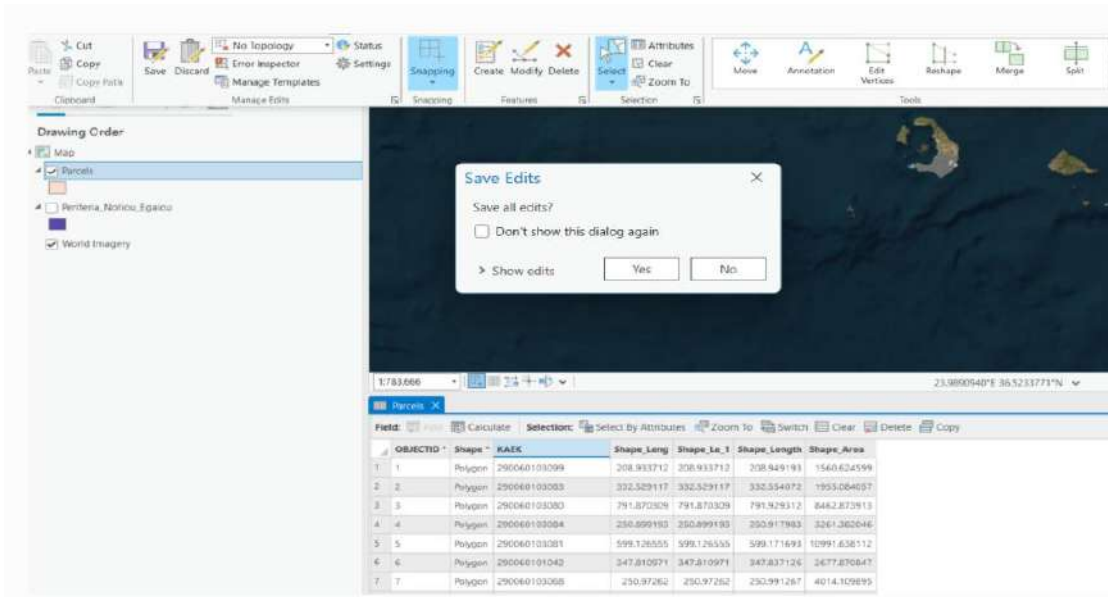 Cut
Copy
Copy Path
Paste
Clipboard
Save
Discard
No Topology
Error Inspector
Manage Templates
Status
Settings
Manage Edits
Snapping
Snapping
Create
Modify
Delete
Features
Select
Attributes
Clear
Zoom To
Selection
Move
Annotation
Edit
Vertices
Reshape
Merge
Split
Tools
Drawing Order
Map
Parcels
Periferia_Notiou_Egaiou
World Imagery
Save Edits
Save all edits?
Don't show this dialog again
Show edits
Yes
No
1:783,666
23.9890940°E 36.5233771°N
Parcels
Field: Add Calculate Selection: Select By Attributes Zoom To Switch Clear Delete Copy
OBJECTID * Shape * KAEK Shape_Leng Shape_Le_1 Shape_Length Shape_Area
1 1 Polygon 290060103099 208.933712 208.933712 208.949193 1560.624599
2 2 Polygon 290060103083 332.529117 332.529117 332.554072 1955.084057
3 3 Polygon 290060103080 791.870309 791.870309 791.929312 8462.873913
4 4 Polygon 290060103084 250.899193 250.899193 250.917983 3261.382046
5 5 Polygon 290060103081 599.126555 599.126555 599.171693 10991.638112
6 6 Polygon 290060101042 347.810971 347.810971 347.837126 2677.870847
7 7 Polygon 290060103068 250.97262 250.97262 250.991267 4014.109895